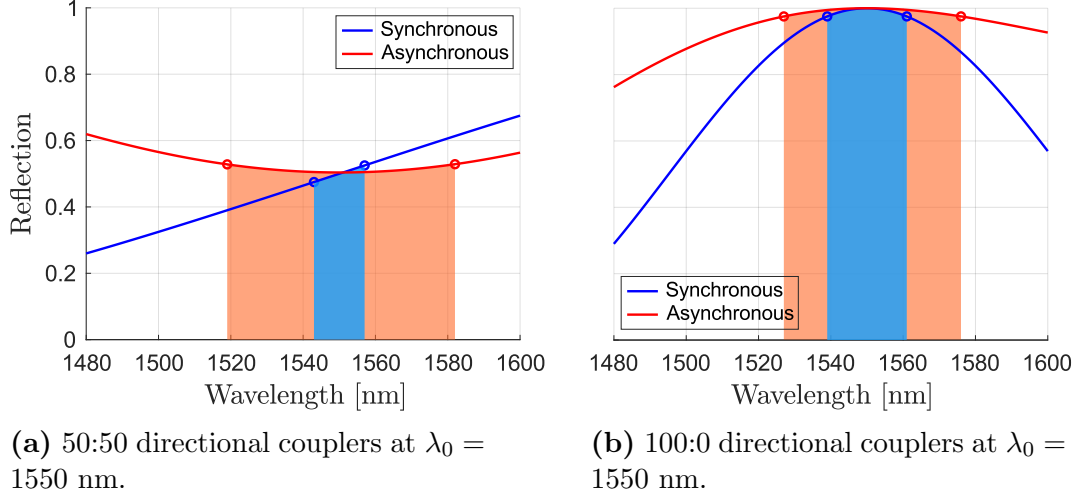 1
0.8
0.6
0.4
0.2
0
Reflection
Synchronous
Asynchronous
1480 1500 1520 1540 1560 1580 1600
Wavelength [nm]
(a) 50:50 directional couplers at λ₀ =
1550 nm.
Synchronous
Asynchronous
1480 1500 1520 1540 1560 1580 1600
Wavelength [nm]
(b) 100:0 directional couplers at λ₀ =
1550 nm.